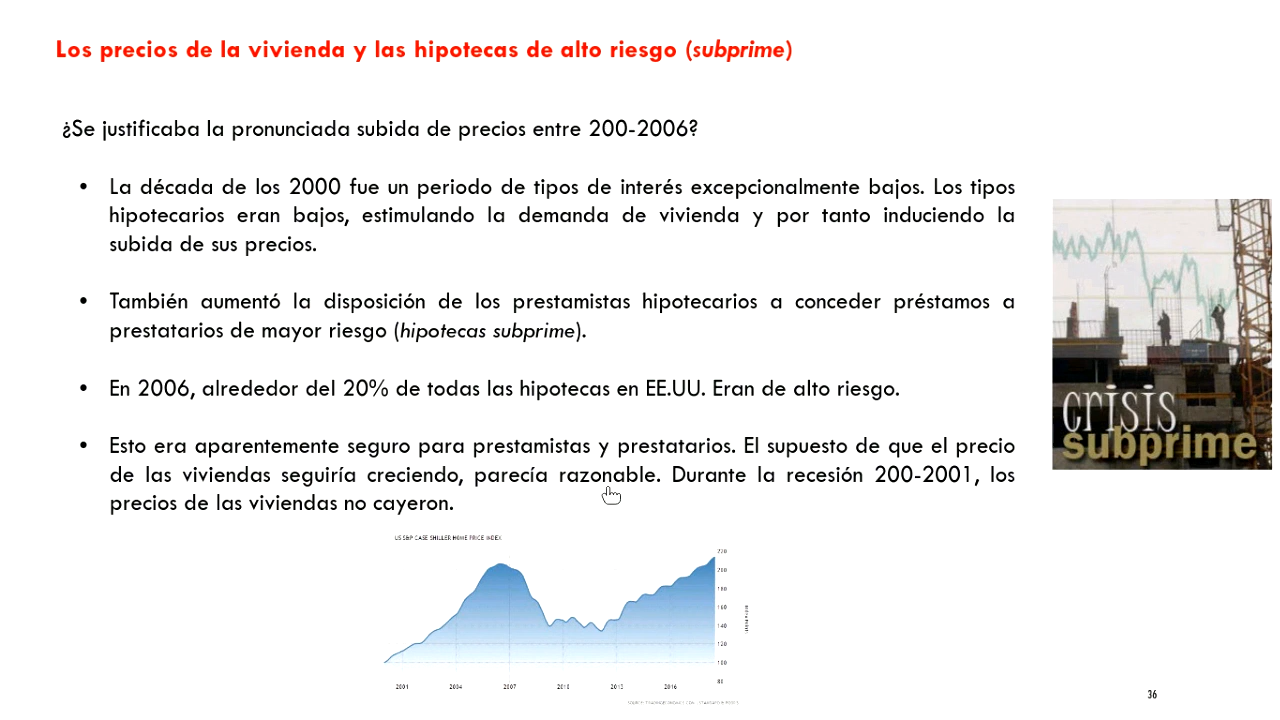 Los precios de la vivienda y las hipotecas de alto riesgo (subprime)
¿Se justificaba la pronunciada subida de precios entre 200-2006?
• La década de los 2000 fue un periodo de tipos de interés excepcionalmente bajos. Los tipos
hipotecarios eran bajos, estimulando la demanda de vivienda y por tanto induciendo la
subida de sus precios.
• También aumentó la disposición de los prestamistas hipotecarios a conceder préstamos a
prestatarios de mayor riesgo (hipotecas subprime).
• En 2006, alrededor del 20% de todas las hipotecas en EE.UU. Eran de alto riesgo.
• Esto era aparentemente seguro para prestamistas y prestatarios. El supuesto de que el precio
de las viviendas seguiría creciendo, parecía razonable. Durante la recesión 200-2001, los
precios de las viviendas no cayeron.
crisis
subprime
US S&P CASE SHILLER HOME PRICE INDEX
220
200
180
160
140
120
100
80
2001 2004 2007 2010 2013 2016
36